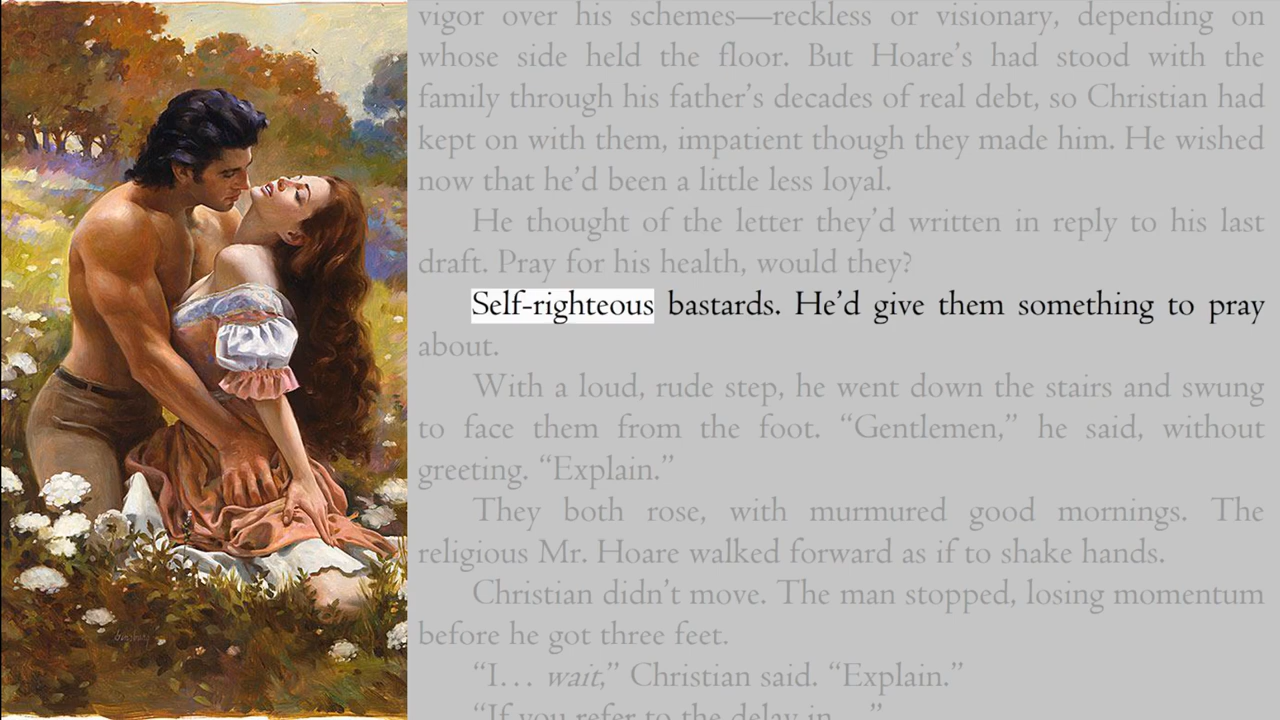 vigor over his schemes—reckless or visionary, depending on
whose side held the floor. But Hoare’s had stood with the
family through his father’s decades of real debt, so Christian had
kept on with them, impatient though they made him. He wished
now that he’d been a little less loyal.
He thought of the letter they’d written in reply to his last
draft. Pray for his health, would they?
Self-righteous bastards. He’d give them something to pray
about.
With a loud, rude step, he went down the stairs and swung
to face them from the foot. “Gentlemen,” he said, without
greeting. “Explain.”
They both rose, with murmured good mornings. The
religious Mr. Hoare walked forward as if to shake hands.
Christian didn’t move. The man stopped, losing momentum
before he got three feet.
“I… wait,” Christian said. “Explain.”
“If you refer to the delay in…”